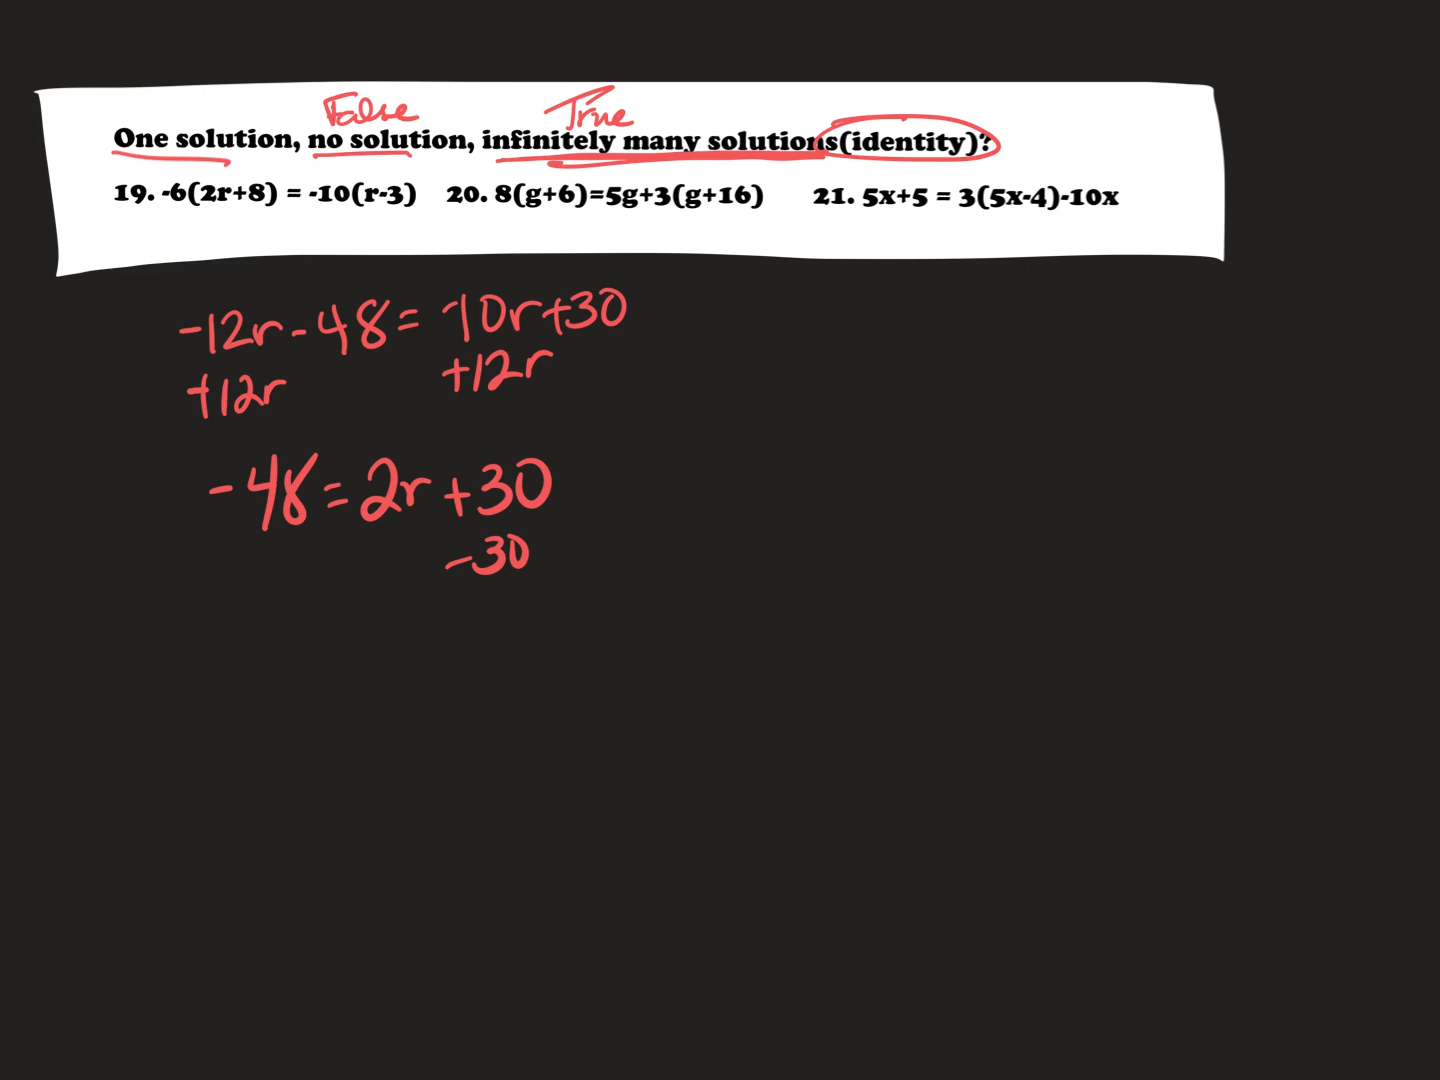 False True
One solution, no solution, infinitely many solutions(identity)?
19. -6(2r+8) = -10(r-3) 20. 8(g+6)=5g+3(g+16) 21. 5x+5 = 3(5x-4)-10x
-12r-48= -10r+30
+12r +12r
-48=2r+30
-30